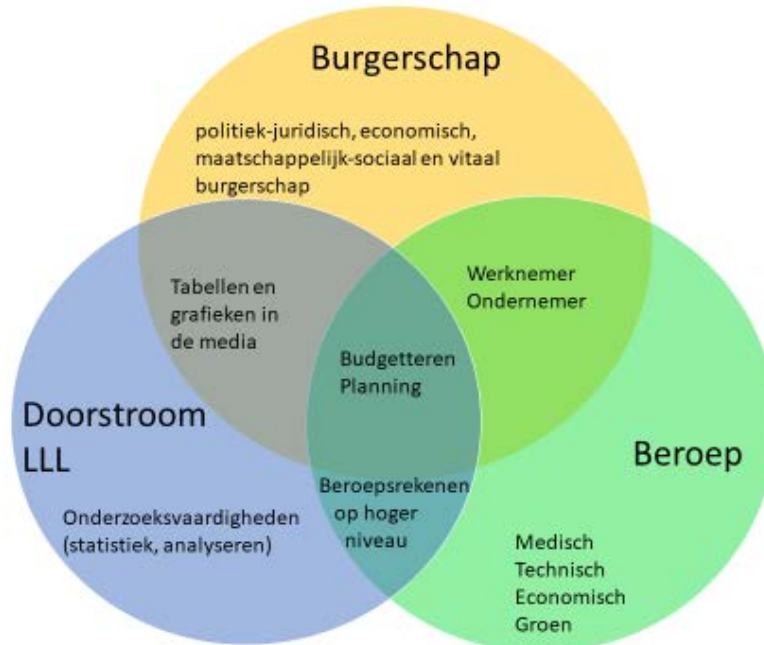 Burgerschap
politiek-juridisch, economisch,
maatschappelijk-sociaal en vitaal
burgerschap
Tabellen en
grafieken in
de media
Werknemer
Ondernemer
Budgetteren
Planning
Doorstroom
LLL
Beroep
Onderzoeksvaardigheden
(statistiek, analyseren)
Beroepsrekenen
op hoger
niveau
Medisch
Technisch
Economisch
Groen